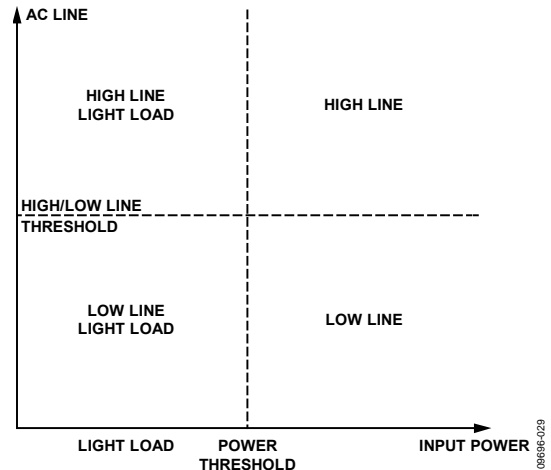 AC LINE
HIGH LINE
LIGHT LOAD
HIGH LINE
HIGH/LOW LINE
THRESHOLD
LOW LINE
LIGHT LOAD
LOW LINE
LIGHT LOAD
POWER
THRESHOLD
INPUT POWER
09696-029